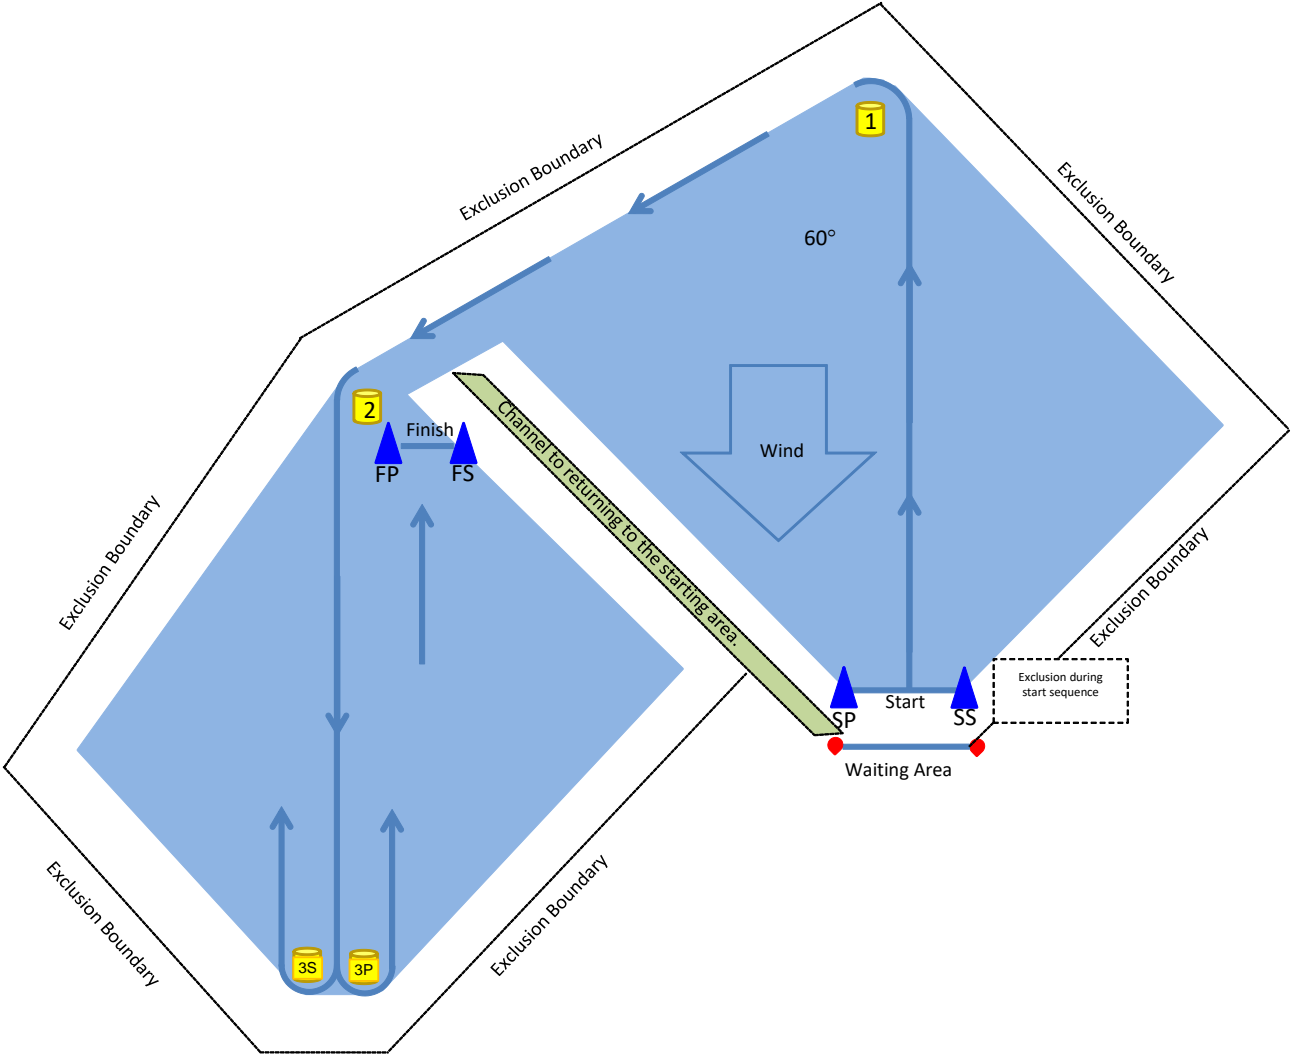 Exclusion Boundary
1
Exclusion Boundary
60°
2
Finish
FP
FS
Channel to returning to the starting area.
Wind
Exclusion Boundary
Exclusion Boundary
Exclusion during
start sequence
SP
Start
SS
Waiting Area
Exclusion Boundary
Exclusion Boundary
3S
3P